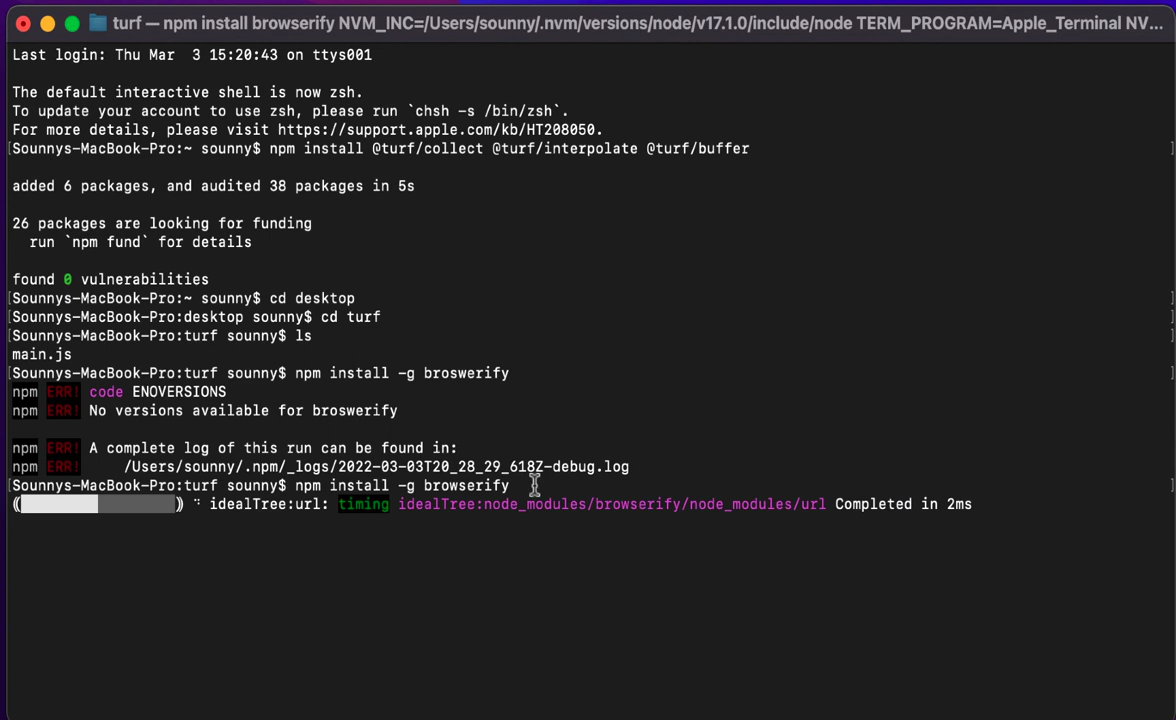 turf — npm install browserify NVM_INC=/Users/sounny/.nvm/versions/node/v17.1.0/include/node TERM_PROGRAM=Apple_Terminal NV...
Last login: Thu Mar  3 15:20:43 on ttys001
The default interactive shell is now zsh.
To update your account to use zsh, please run `chsh -s /bin/zsh`.
For more details, please visit https://support.apple.com/kb/HT208050.
[Sounnys-MacBook-Pro:~ sounny$ npm install @turf/collect @turf/interpolate @turf/buffer ]
added 6 packages, and audited 38 packages in 5s
26 packages are looking for funding
  run `npm fund` for details
found 0 vulnerabilities
[Sounnys-MacBook-Pro:~ sounny$ cd desktop ]
[Sounnys-MacBook-Pro:desktop sounny$ cd turf ]
[Sounnys-MacBook-Pro:turf sounny$ ls ]
main.js
[Sounnys-MacBook-Pro:turf sounny$ npm install -g broswerify ]
npm ERR! code ENOVERSIONS
npm ERR! No versions available for broswerify
npm ERR! A complete log of this run can be found in:
npm ERR!     /Users/sounny/.npm/_logs/2022-03-03T20_28_29_618Z-debug.log
[Sounnys-MacBook-Pro:turf sounny$ npm install -g browserify ]
() ⠙ idealTree:url: timing idealTree:node_modules/browserify/node_modules/url Completed in 2ms